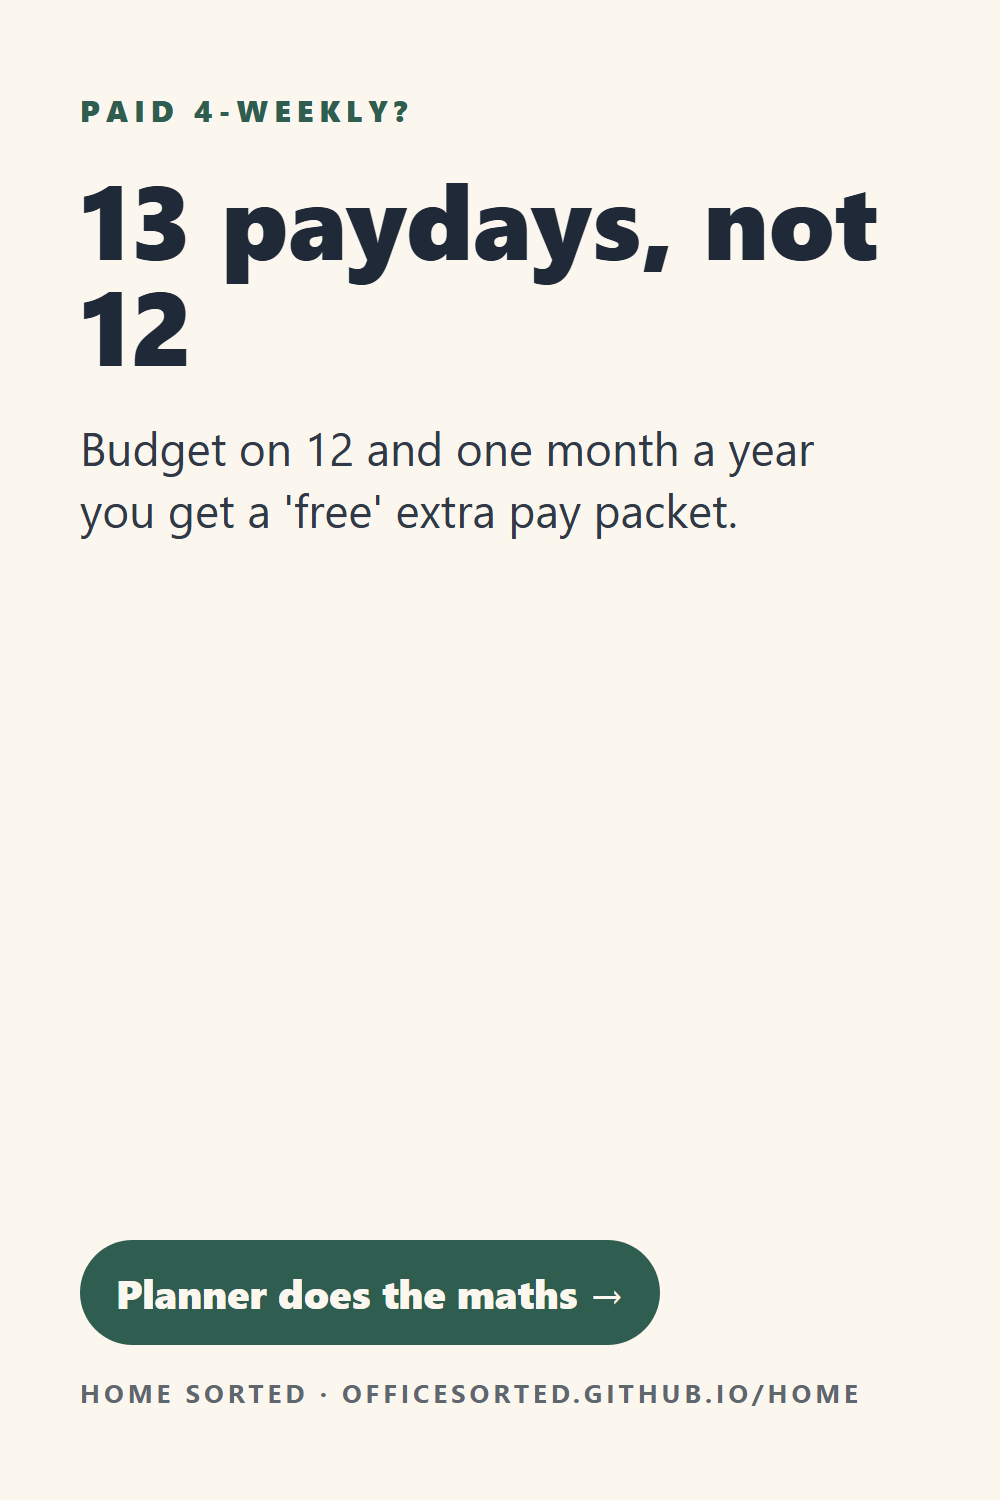 PAID 4-WEEKLY?
13 paydays, not
12
Budget on 12 and one month a year
you get a 'free' extra pay packet.
Planner does the maths →
HOME SORTED · OFFICESORTED.GITHUB.IO/HOME